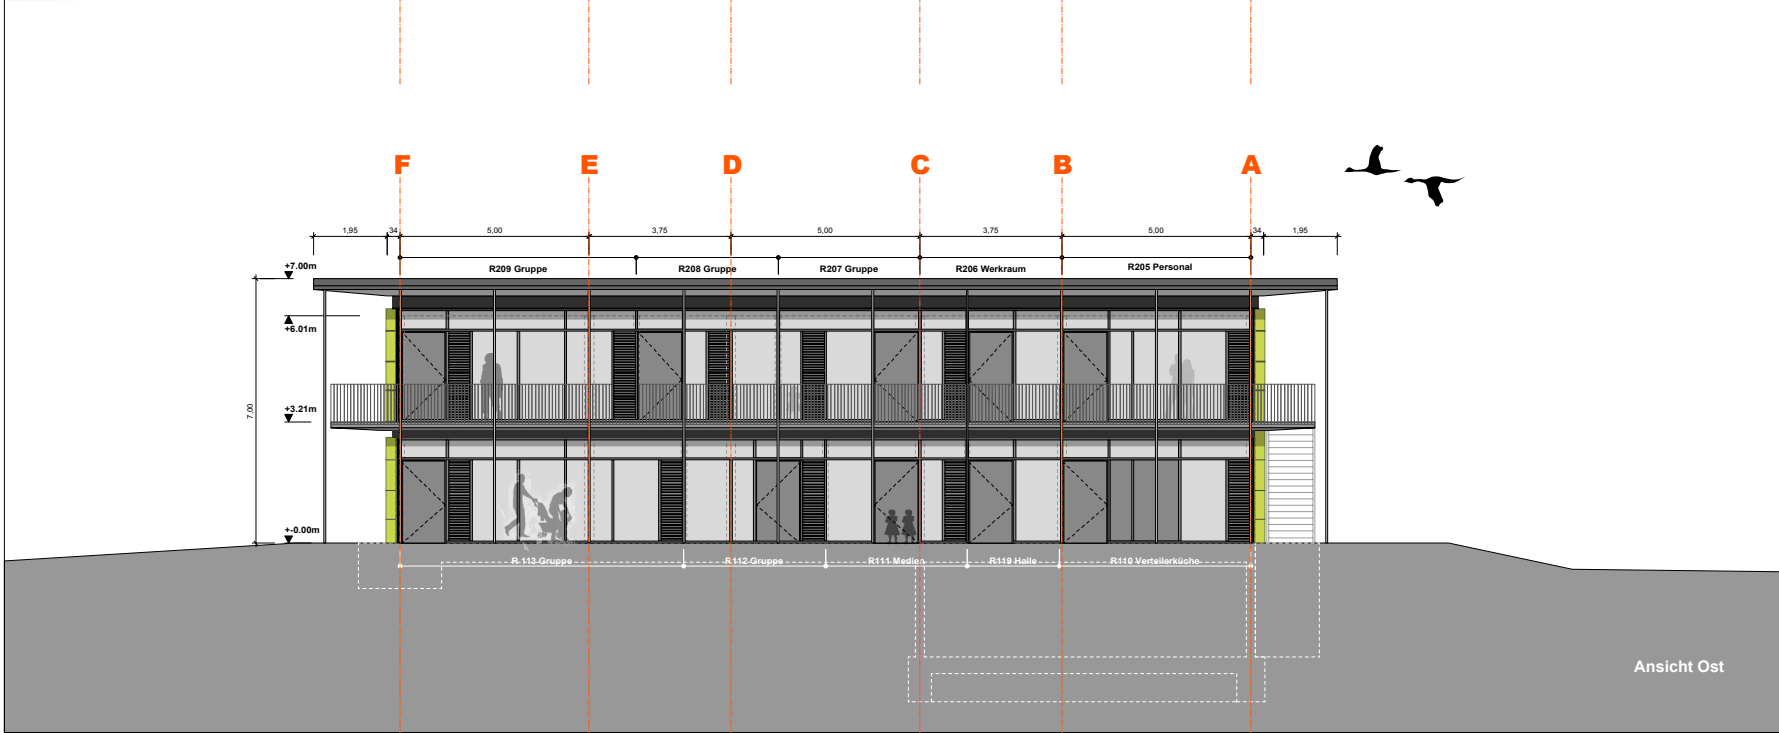 F E D C B A
1,95 34 5,00 3,75 5,00 3,75 5,00 34 1,95
+7.00m
R209 Gruppe R208 Gruppe R207 Gruppe R206 Werkraum R205 Personal
+6.01m
7,00
+3.21m
+-0.00m
R 113 Gruppe R112 Gruppe R111 Medien R119 Halle R110 Verteilerküche
Ansicht Ost